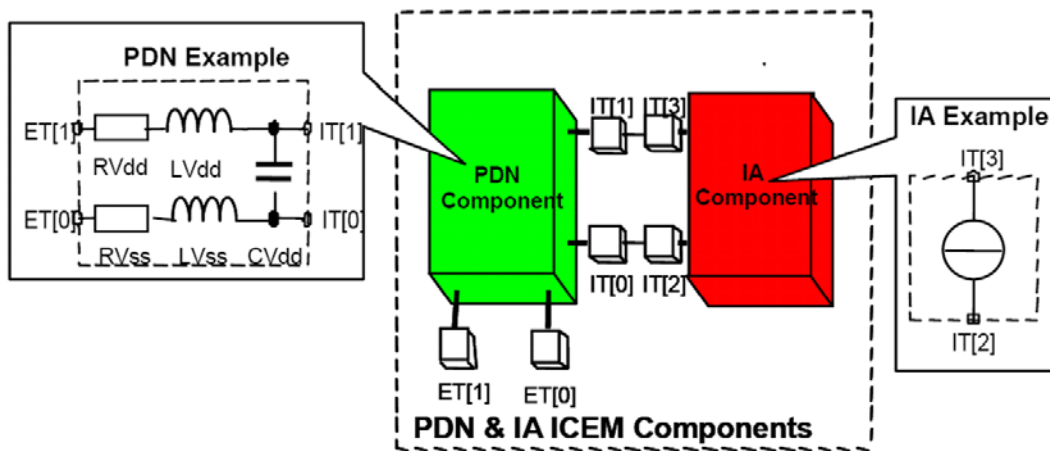 PDN Example
ET[1]
IT[1]
RVdd
LVdd
ET[0]
IT[0]
RVss
LVss
CVdd
PDN
Component
IT[1]
IT[3]
IA
Component
IT[0]
IT[2]
ET[1]
ET[0]
PDN & IA ICEM Components
IA Example
IT[3]
IT[2]